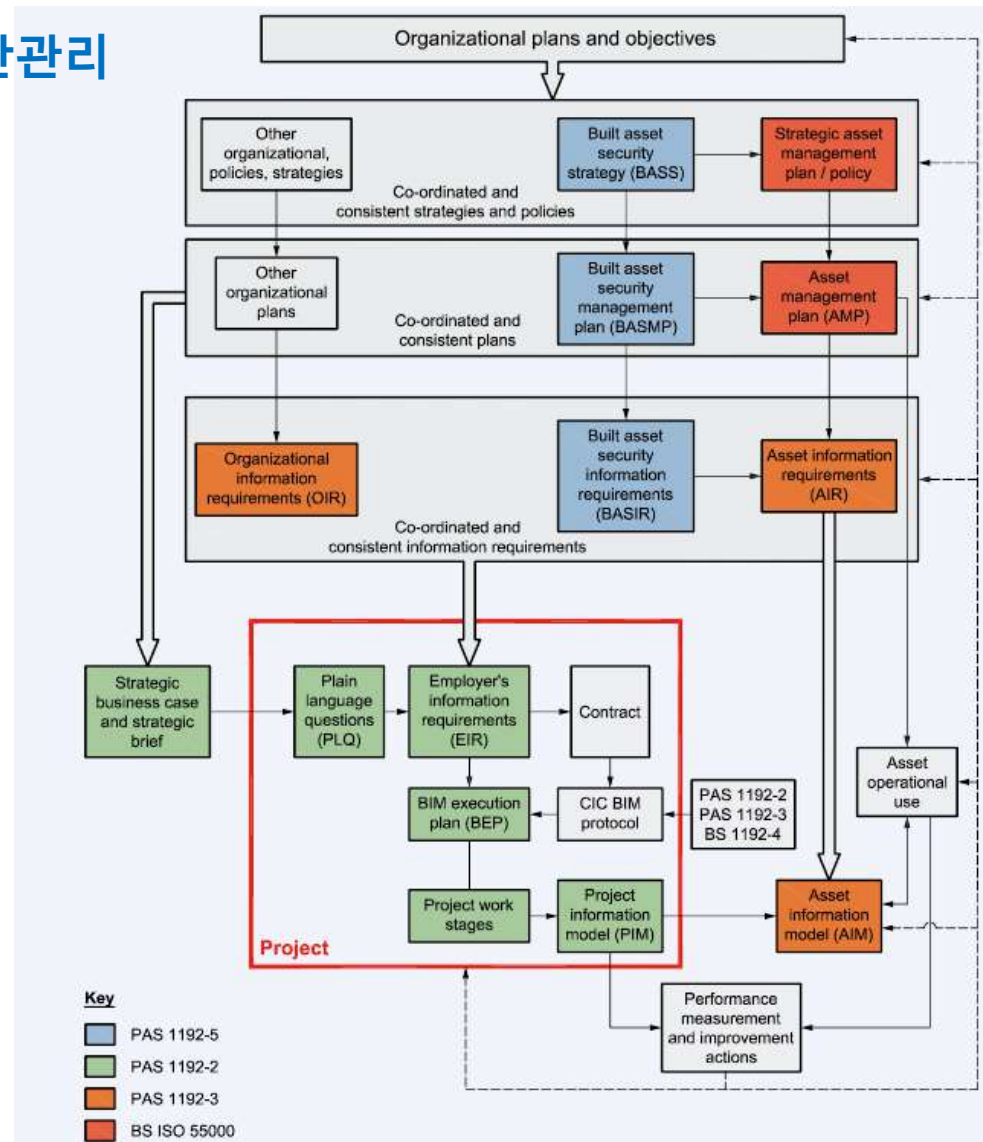 관리
Organizational plans and objectives
Other
organizational,
policies, strategies
Built asset
security
strategy (BASS)
Strategic asset
management
plan / policy
Co-ordinated and
consistent strategies and policies
Other
organizational
plans
Built asset
security
management
plan (BASMP)
Asset
management
plan (AMP)
Co-ordinated and
consistent plans
Organizational
information
requirements (OIR)
Built asset
security
information
requirements
(BASIR)
Asset information
requirements
(AIR)
Co-ordinated and
consistent information requirements
Strategic
business case
and strategic
brief
Plain
language
questions
(PLQ)
Employer's
information
requirements
(EIR)
Contract
Asset
operational
use
BIM execution
plan (BEP)
CIC BIM
protocol
PAS 1192-2
PAS 1192-3
BS 1192-4
Project work
stages
Project
information
model (PIM)
Asset
information
model (AIM)
Project
Performance
measurement
and improvement
actions
Key
PAS 1192-5
PAS 1192-2
PAS 1192-3
BS ISO 55000